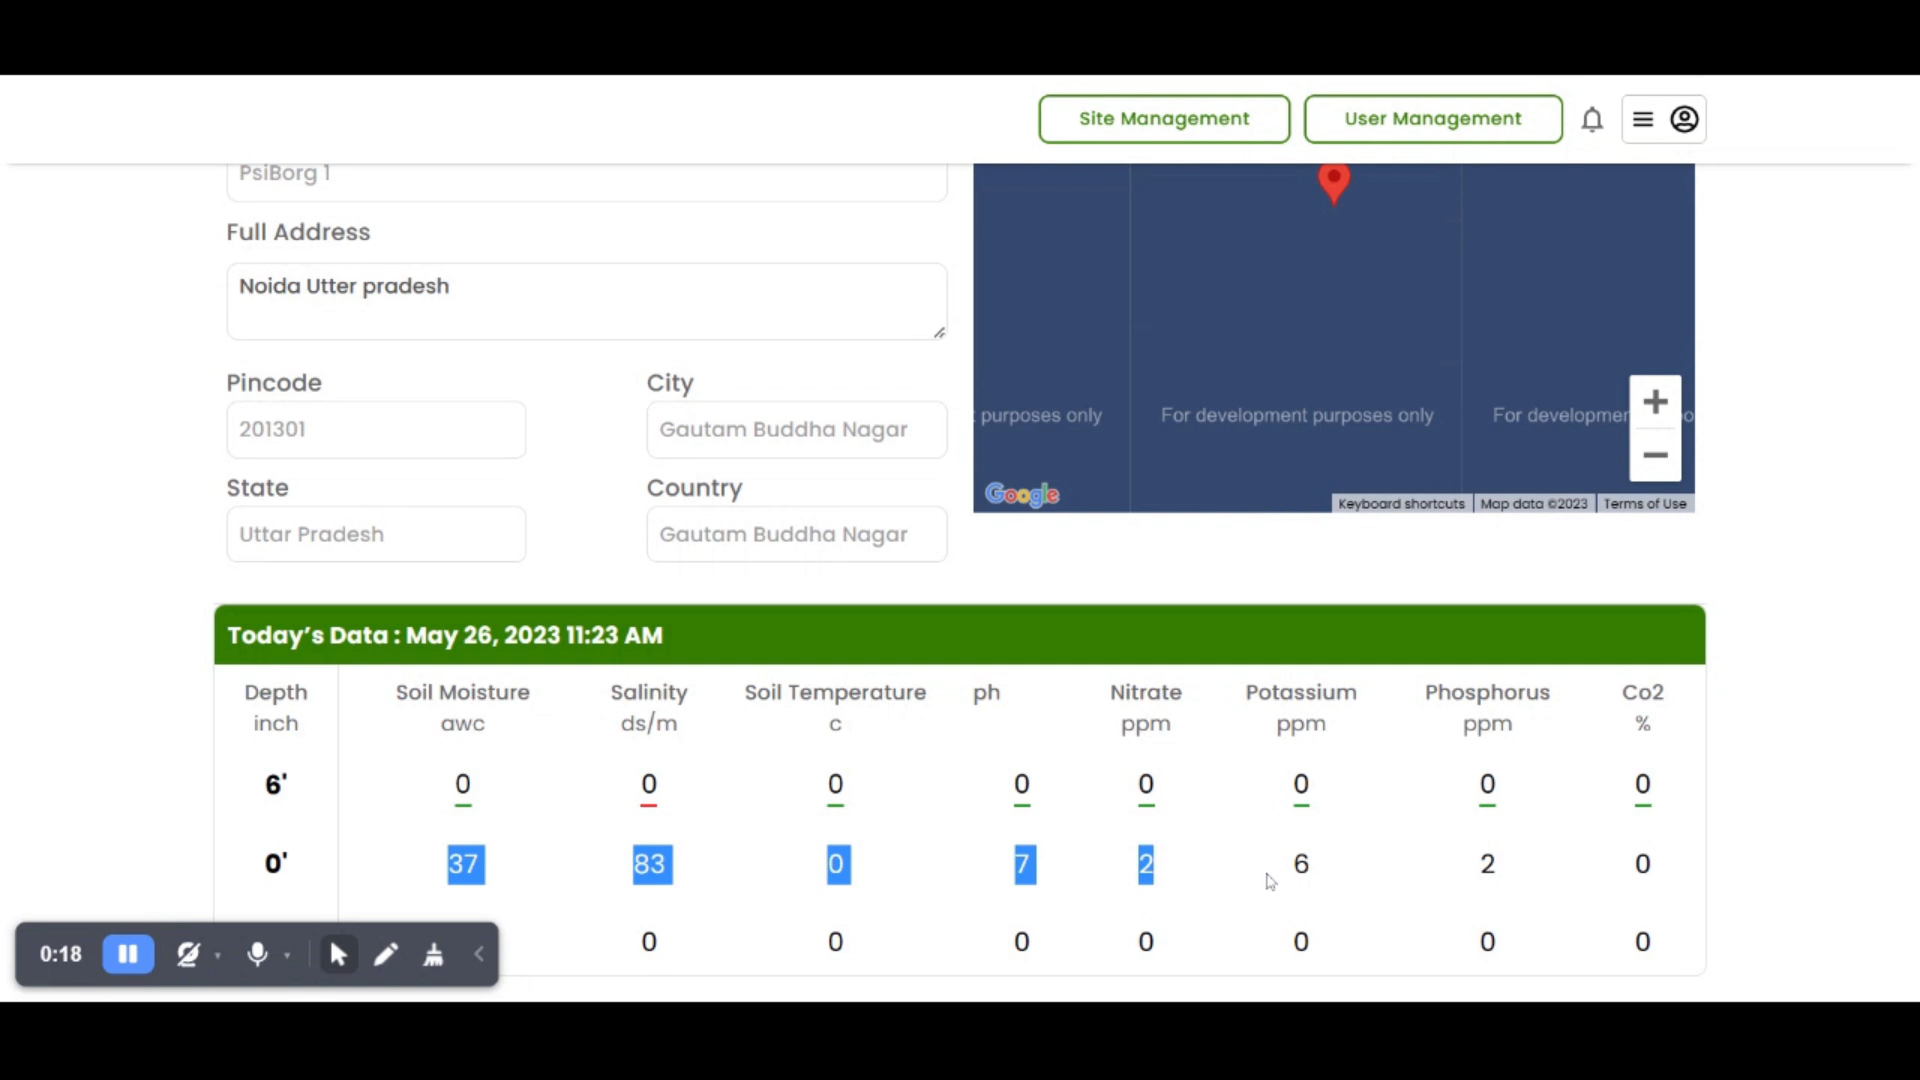 Site Management User Management
PsiBorg 1
Full Address
Noida Utter pradesh
Pincode City
201301 Gautam Buddha Nagar
State Country
Uttar Pradesh Gautam Buddha Nagar
purposes only For development purposes only For developmen
Google
Keyboard shortcuts Map data ©2023 Terms of Use
Today's Data : May 26, 2023 11:23 AM
Depth Soil Moisture Salinity Soil Temperature ph Nitrate Potassium Phosphorus Co2
inch awc ds/m c ppm ppm ppm %
6' 0 0 0 0 0 0 0 0
0' 37 83 0 7 2 6 2 0
0 0 0 0 0 0 0
0:18